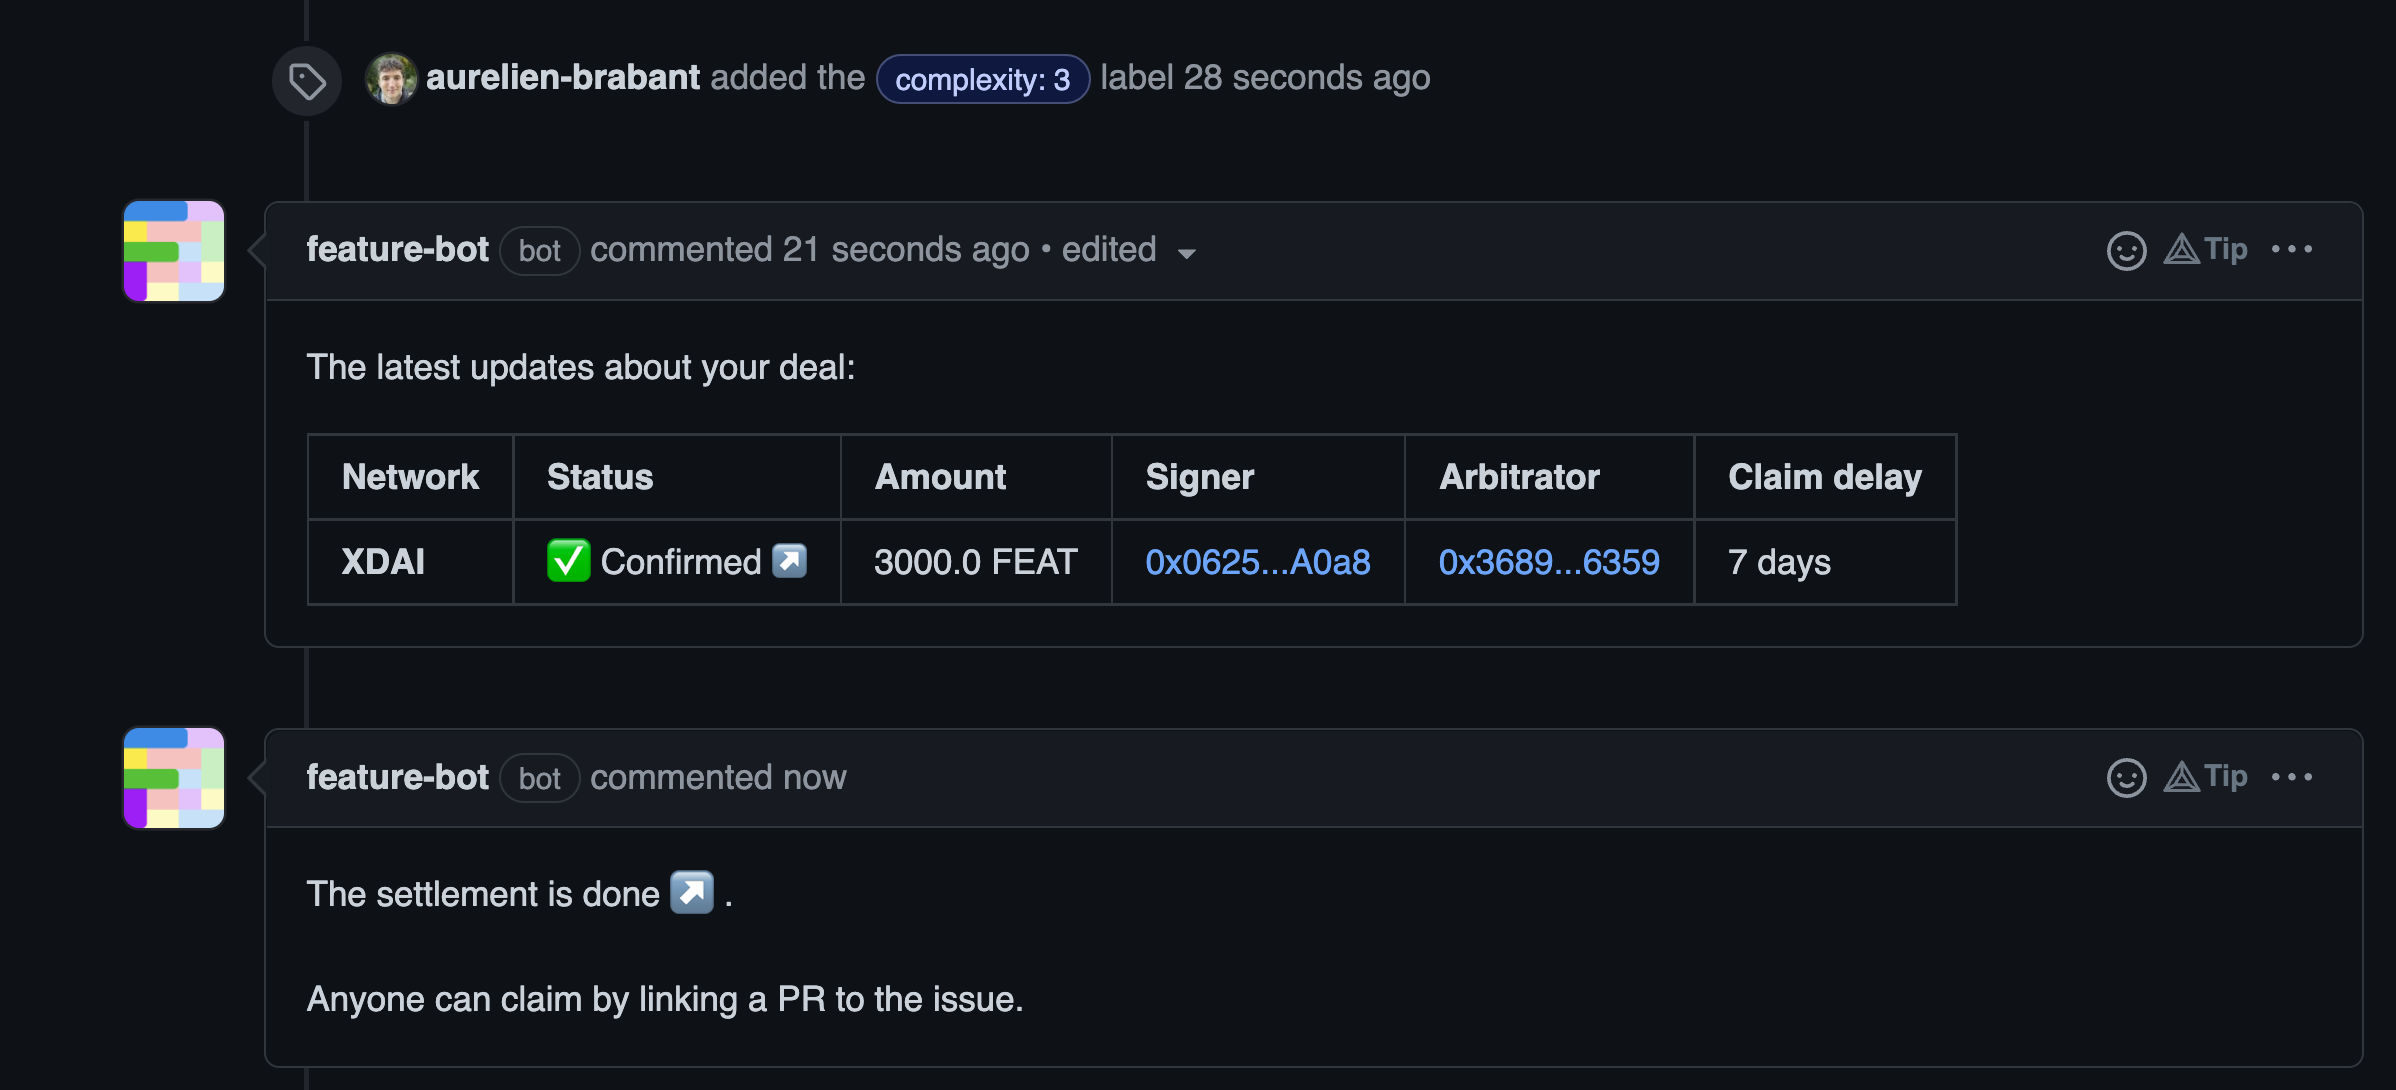 aurelien-brabant added the complexity: 3 label 28 seconds ago
feature-bot bot commented 21 seconds ago • edited Tip
The latest updates about your deal:
Network Status Amount Signer Arbitrator Claim delay
XDAI ✅ Confirmed ↗️ 3000.0 FEAT 0x0625...A0a8 0x3689...6359 7 days
feature-bot bot commented now Tip
The settlement is done ↗️ .
Anyone can claim by linking a PR to the issue.